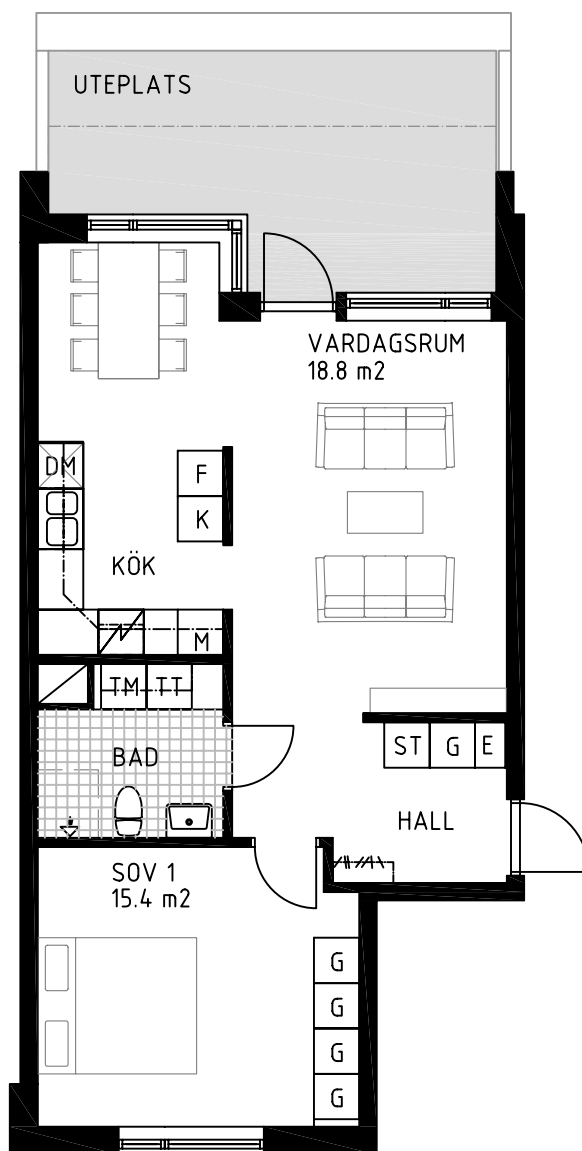 UTEPLATS
VARDAGSRUM
18.8 m2
DM
F
K
KÖK
M
TM TT
BAD
ST G E
HALL
SOV 1
15.4 m2
G
G
G
G